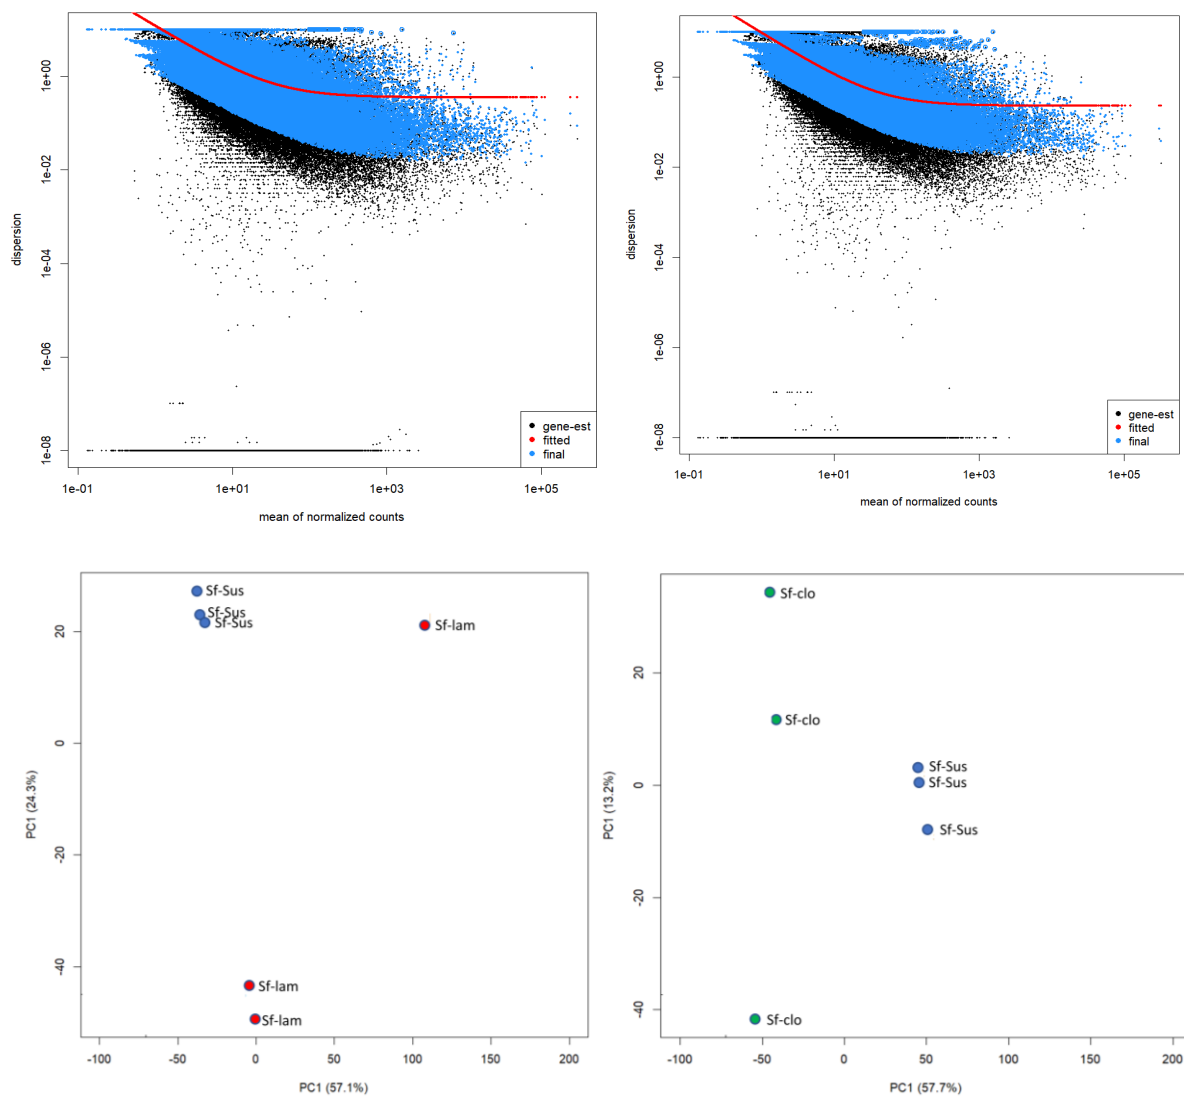 1e+00
1e-02
1e-04
1e-06
1e-08
dispersion
gene-est
fitted
final
1e-01
1e+01
1e+03
1e+05
mean of normalized counts
1e+00
1e-02
1e-04
1e-06
1e-08
dispersion
gene-est
fitted
final
1e-01
1e+01
1e+03
1e+05
mean of normalized counts
Sf-Sus
Sf-Sus
Sf-Sus
Sf-lam
Sf-lam
Sf-lam
20
0
-20
-40
PC1 (24.3%)
-100
-50
0
50
100
150
200
PC1 (57.1%)
Sf-clo
Sf-clo
Sf-Sus
Sf-Sus
Sf-Sus
Sf-clo
20
0
-20
-40
PC1 (13.2%)
-100
-50
0
50
100
150
200
PC1 (57.7%)